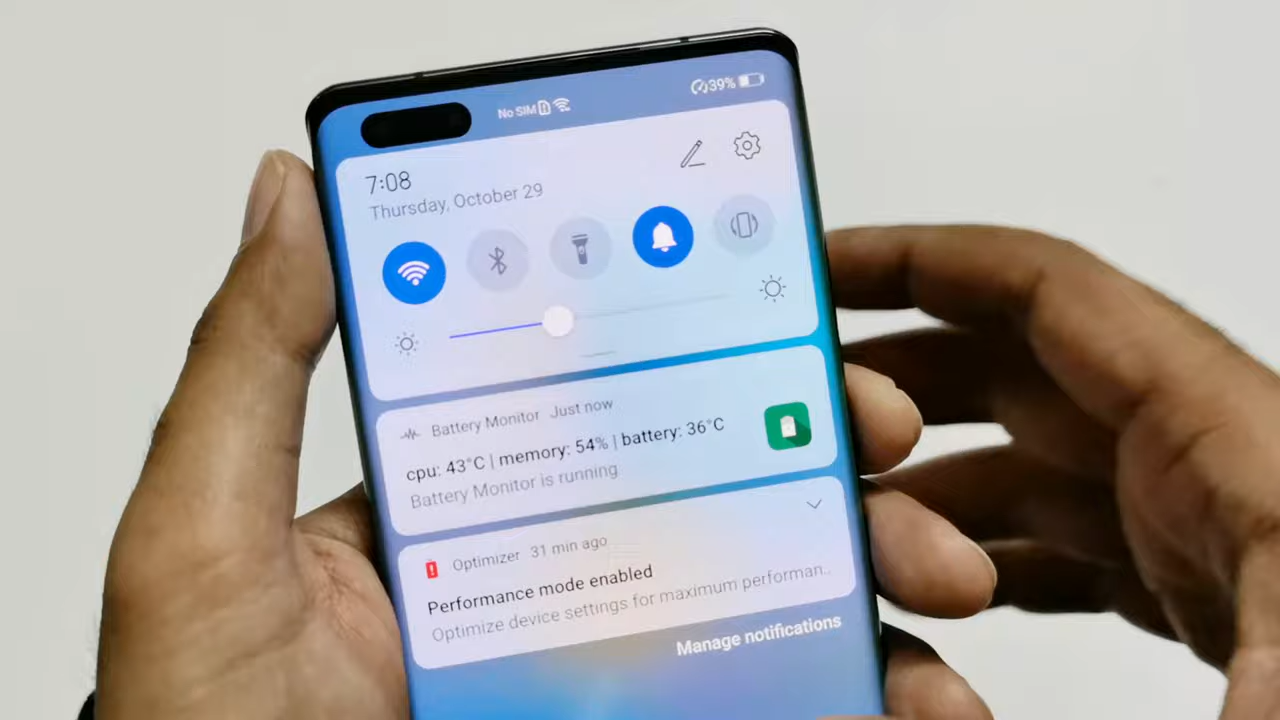 No SIM
39%
7:08
Thursday, October 29
Battery Monitor Just now
cpu: 43°C | memory: 54% | battery: 36°C
Battery Monitor is running
Optimizer 31 min ago
Performance mode enabled
Optimize device settings for maximum performan..
Manage notifications